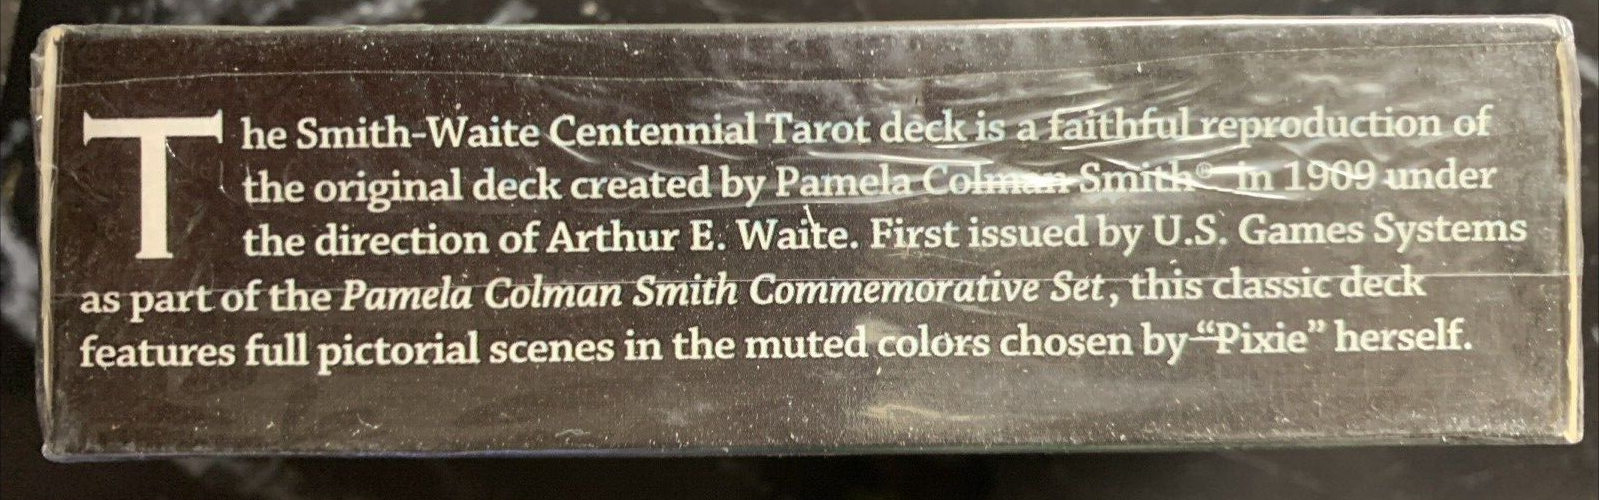 The Smith-Waite Centennial Tarot deck is a faithful reproduction of
the original deck created by Pamela Colman Smith® in 1909 under
the direction of Arthur E. Waite. First issued by U.S. Games Systems
as part of the Pamela Colman Smith Commemorative Set, this classic deck
features full pictorial scenes in the muted colors chosen by “Pixie” herself.